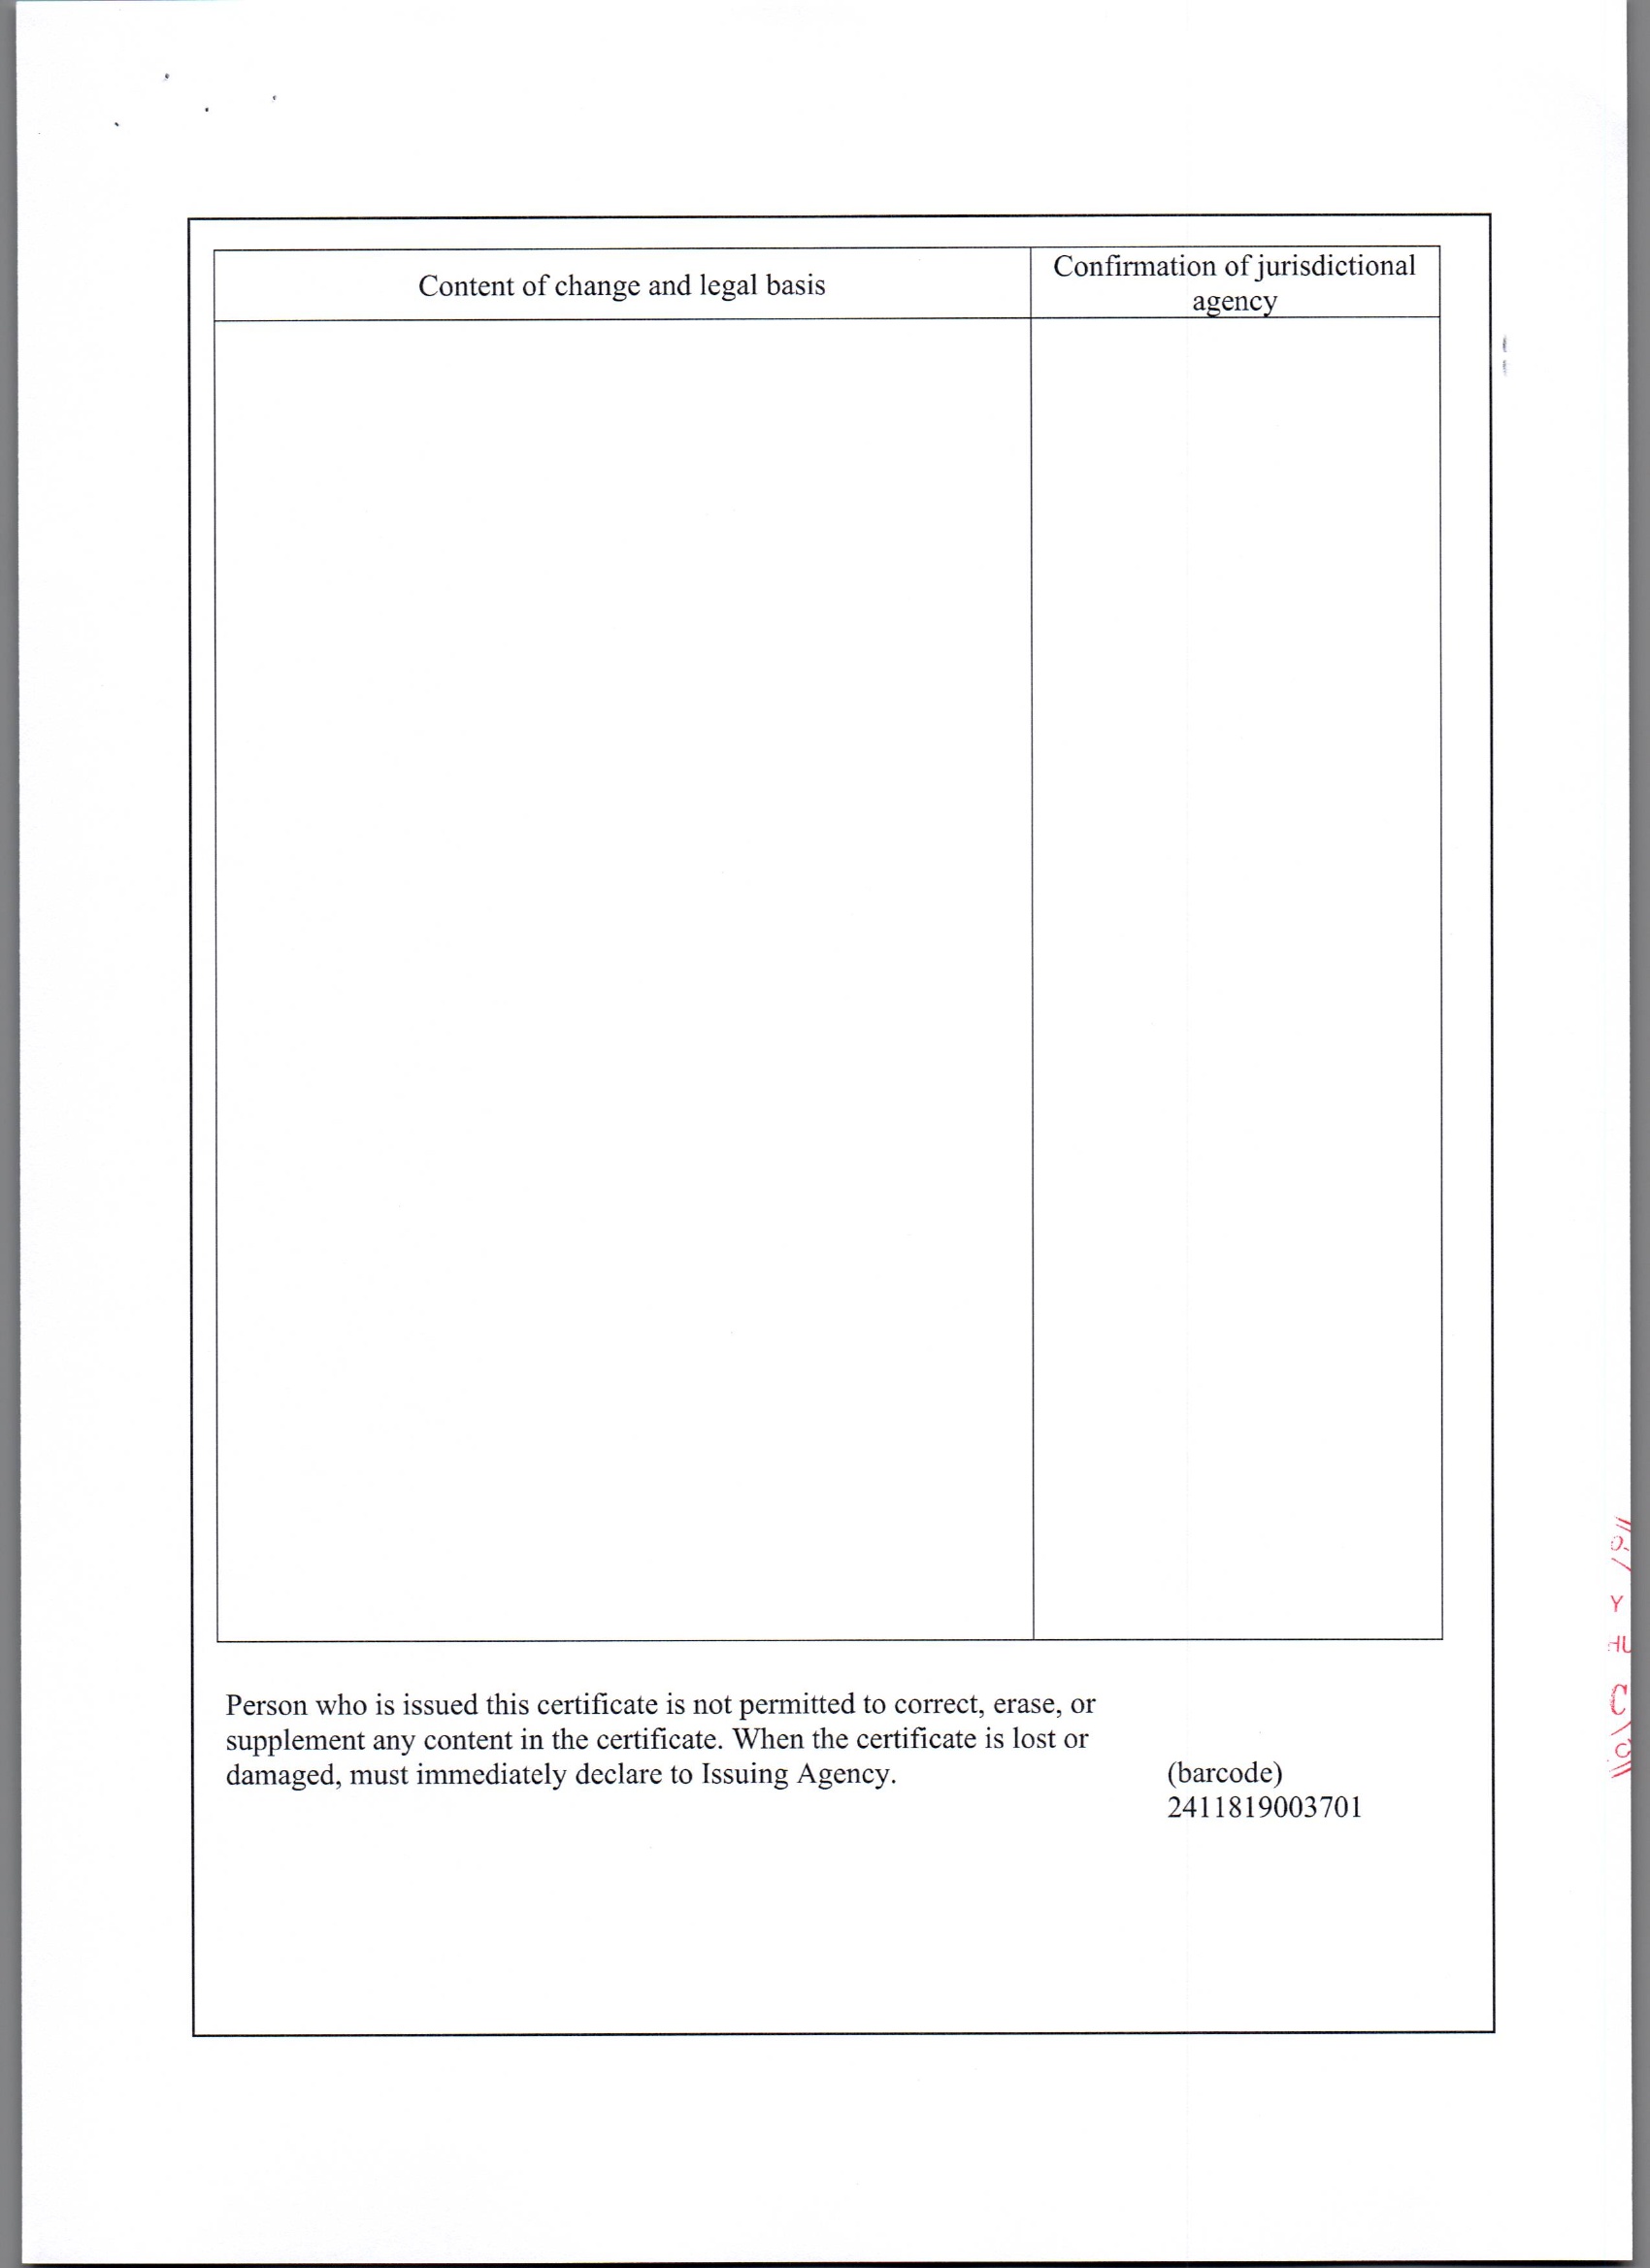 Content of change and legal basis
Confirmation of jurisdictional
agency
Person who is issued this certificate is not permitted to correct, erase, or
supplement any content in the certificate. When the certificate is lost or
damaged, must immediately declare to Issuing Agency.
(barcode)
2411819003701